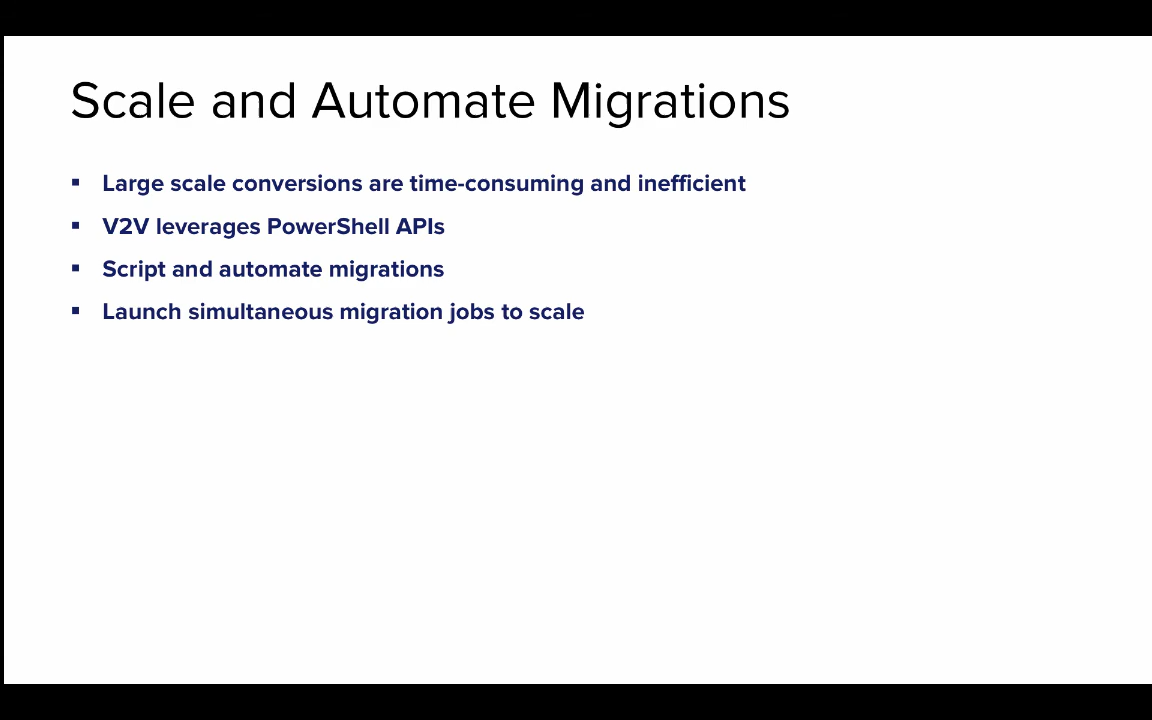 Scale and Automate Migrations
▪ Large scale conversions are time-consuming and inefficient
▪ V2V leverages PowerShell APIs
▪ Script and automate migrations
▪ Launch simultaneous migration jobs to scale